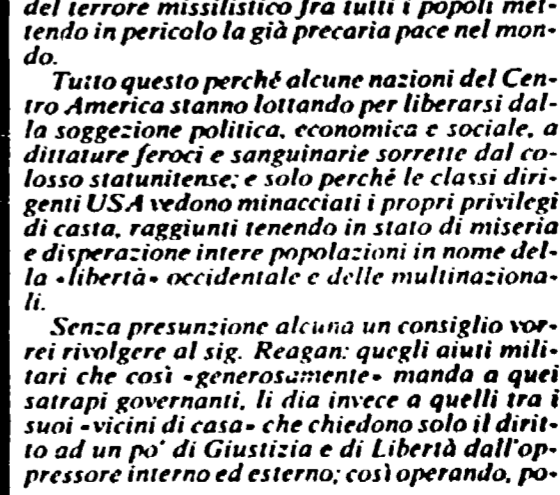 del terrore missilistico fra tutti i popoli met-
tendo in pericolo la già precaria pace nel mon-
do.
Tutto questo perché alcune nazioni del Cen-
tro America stanno lottando per liberarsi dal-
la soggezione politica, economica e sociale, a
dittature feroci e sanguinarie sorrette dal co-
losso statunitense; e solo perché le classi diri-
genti USA vedono minacciati i propri privilegi
di casta, raggiunti tenendo in stato di miseria
e disperazione intere popolazioni in nome del-
la «libertà» occidentale e delle multinaziona-
li.
Senza presunzione alcuna un consiglio vor-
rei rivolgere al sig. Reagan: quegli aiuti mili-
tari che così «generosamente» manda a quei
satrapi governanti, li dia invece a quelli tra i
suoi «vicini di casa» che chiedono solo il dirit-
to ad un po' di Giustizia e di Libertà dall'op-
pressore interno ed esterno; così operando, po-